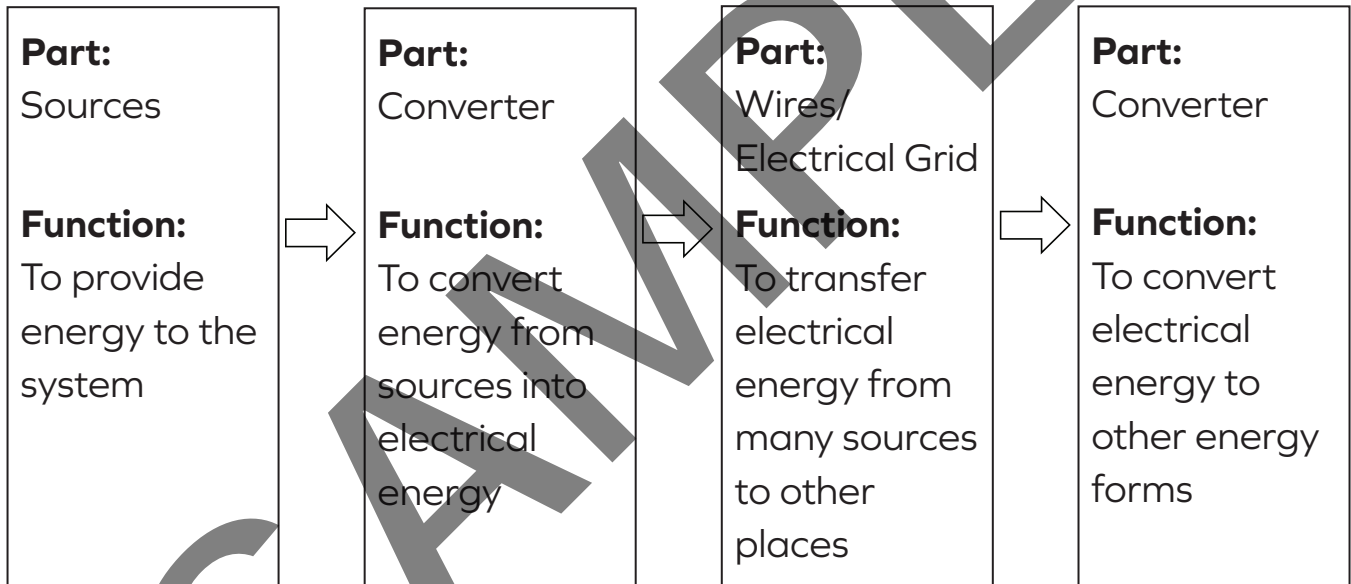 Part:
Sources
Function:
To provide
energy to the
system
Part:
Converter
Function:
To convert
energy from
sources into
electrical
energy
Part:
Wires/
Electrical Grid
Function:
To transfer
electrical
energy from
many sources
to other
places
Part:
Converter
Function:
To convert
electrical
energy to
other energy
forms